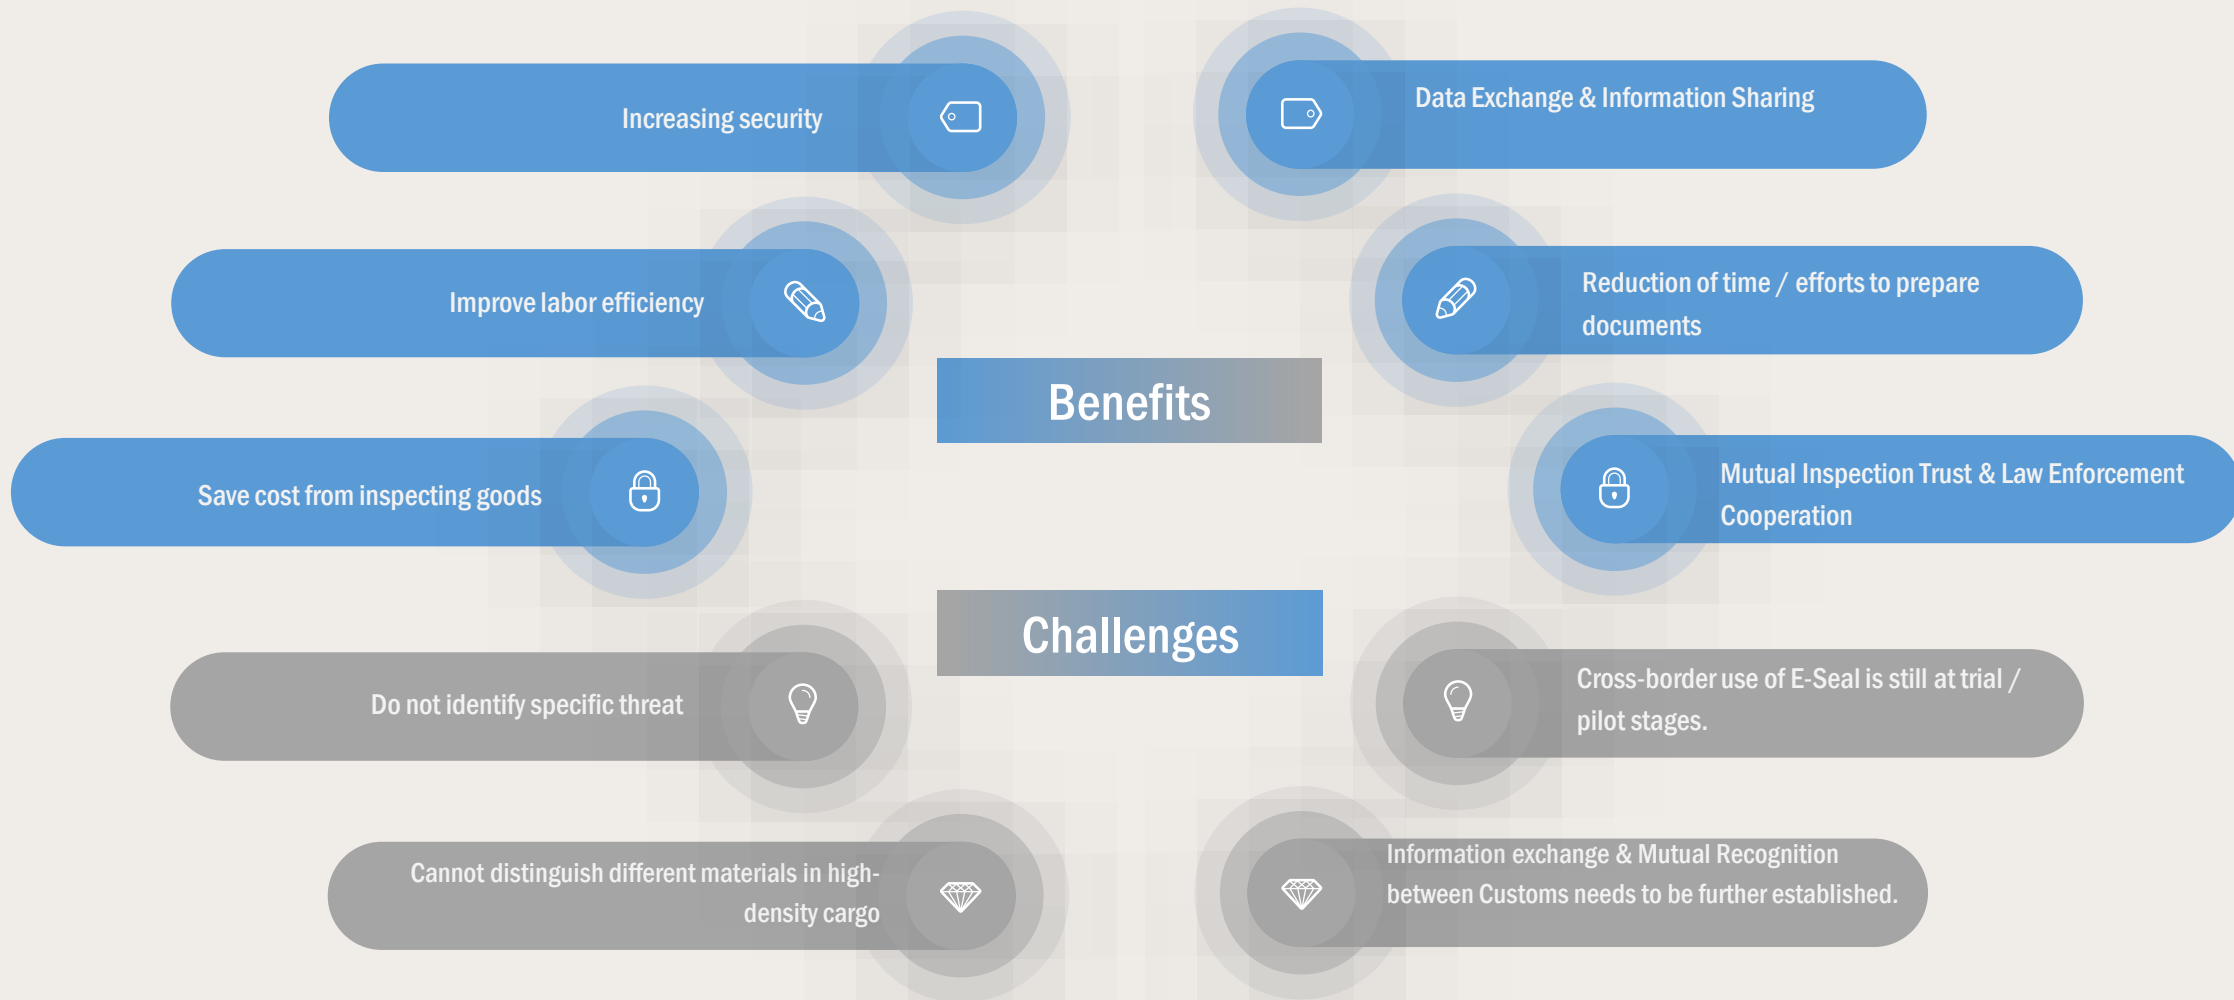 Increasing security
Data Exchange & Information Sharing
Improve labor efficiency
Reduction of time / efforts to prepare
documents
Benefits
Save cost from inspecting goods
Mutual Inspection Trust & Law Enforcement
Cooperation
Challenges
Do not identify specific threat
Cross-border use of E-Seal is still at trial /
pilot stages.
Cannot distinguish different materials in high-
density cargo
Information exchange & Mutual Recognition
between Customs needs to be further established.